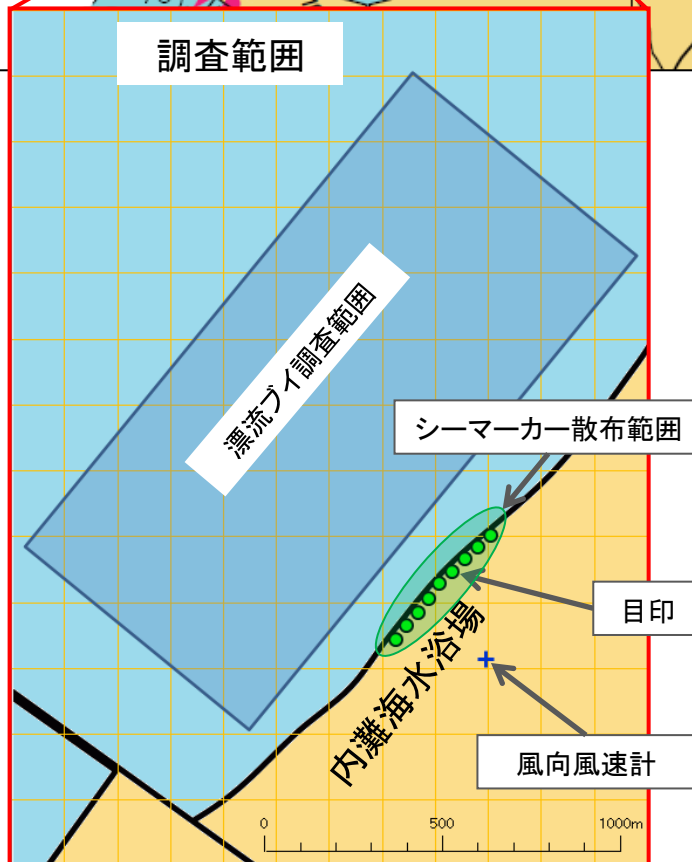 調査範囲
漂流ブイ調査範囲
シーマーカー散布範囲
目印
内灘海水浴場
風向風速計
0 500 1000m